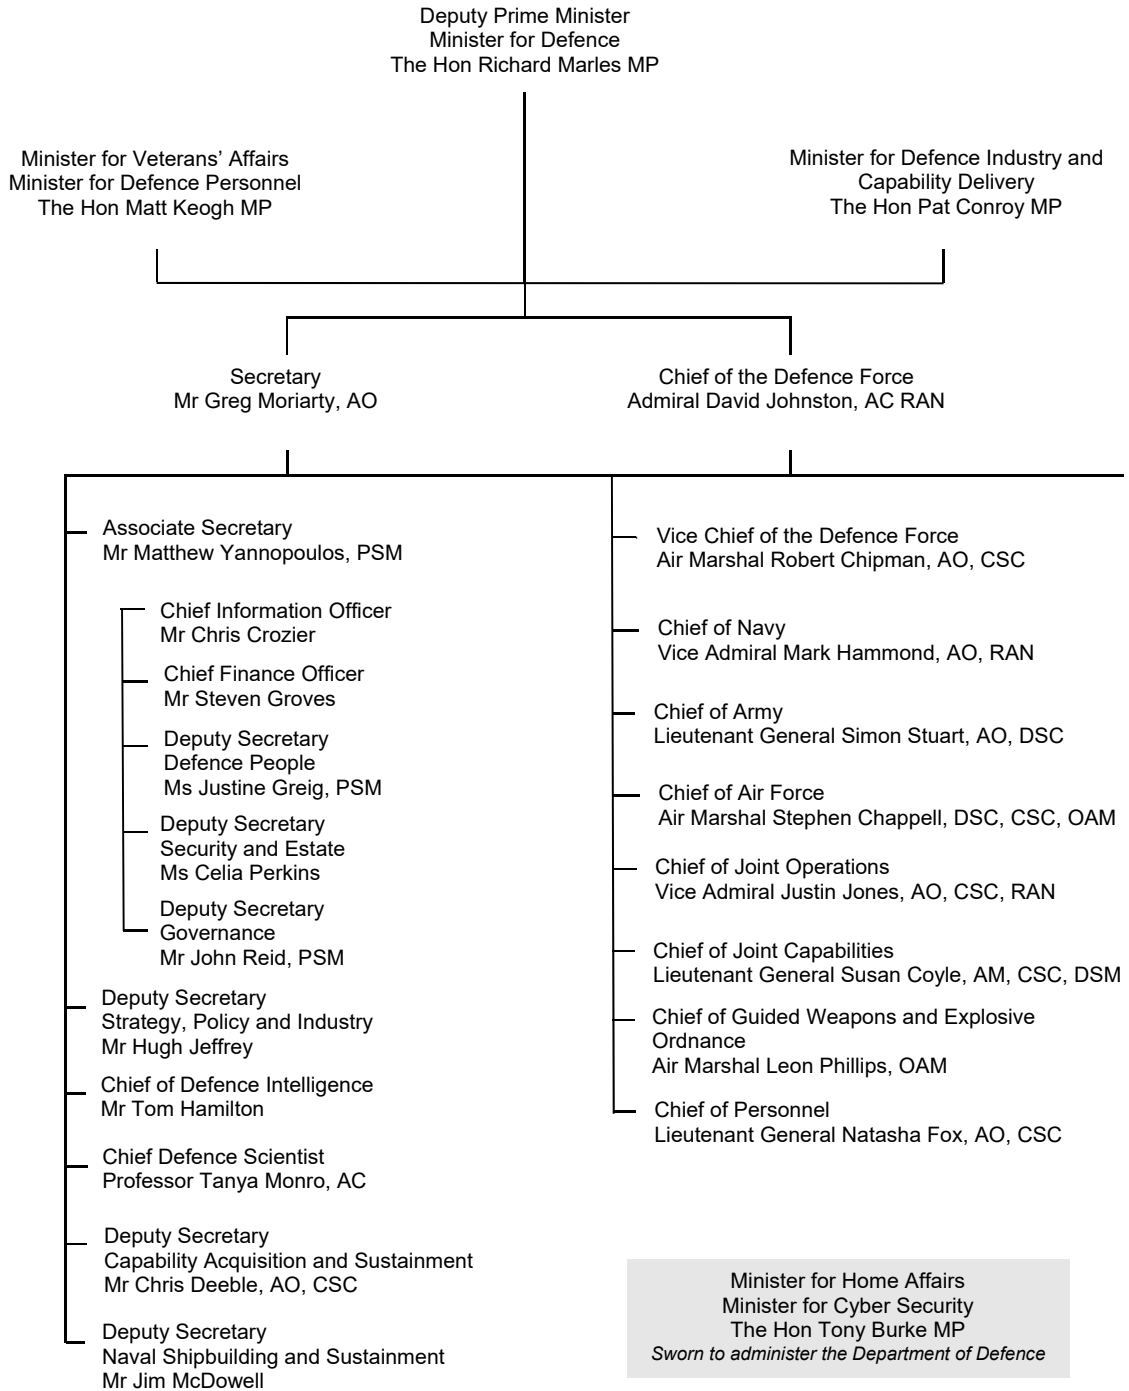 Deputy Prime Minister
Minister for Defence
The Hon Richard Marles MP
Minister for Veterans’ Affairs
Minister for Defence Personnel
The Hon Matt Keogh MP
Minister for Defence Industry and
Capability Delivery
The Hon Pat Conroy MP
Secretary
Mr Greg Moriarty, AO
Chief of the Defence Force
Admiral David Johnston, AC RAN
Associate Secretary
Mr Matthew Yannopoulos, PSM
Chief Information Officer
Mr Chris Crozier
Chief Finance Officer
Mr Steven Groves
Deputy Secretary
Defence People
Ms Justine Greig, PSM
Deputy Secretary
Security and Estate
Ms Celia Perkins
Deputy Secretary
Governance
Mr John Reid, PSM
Deputy Secretary
Strategy, Policy and Industry
Mr Hugh Jeffrey
Chief of Defence Intelligence
Mr Tom Hamilton
Chief Defence Scientist
Professor Tanya Monro, AC
Deputy Secretary
Capability Acquisition and Sustainment
Mr Chris Deeble, AO, CSC
Deputy Secretary
Naval Shipbuilding and Sustainment
Mr Jim McDowell
Vice Chief of the Defence Force
Air Marshal Robert Chipman, AO, CSC
Chief of Navy
Vice Admiral Mark Hammond, AO, RAN
Chief of Army
Lieutenant General Simon Stuart, AO, DSC
Chief of Air Force
Air Marshal Stephen Chappell, DSC, CSC, OAM
Chief of Joint Operations
Vice Admiral Justin Jones, AO, CSC, RAN
Chief of Joint Capabilities
Lieutenant General Susan Coyle, AM, CSC, DSM
Chief of Guided Weapons and Explosive
Ordnance
Air Marshal Leon Phillips, OAM
Chief of Personnel
Lieutenant General Natasha Fox, AO, CSC
Minister for Home Affairs
Minister for Cyber Security
The Hon Tony Burke MP
Sworn to administer the Department of Defence